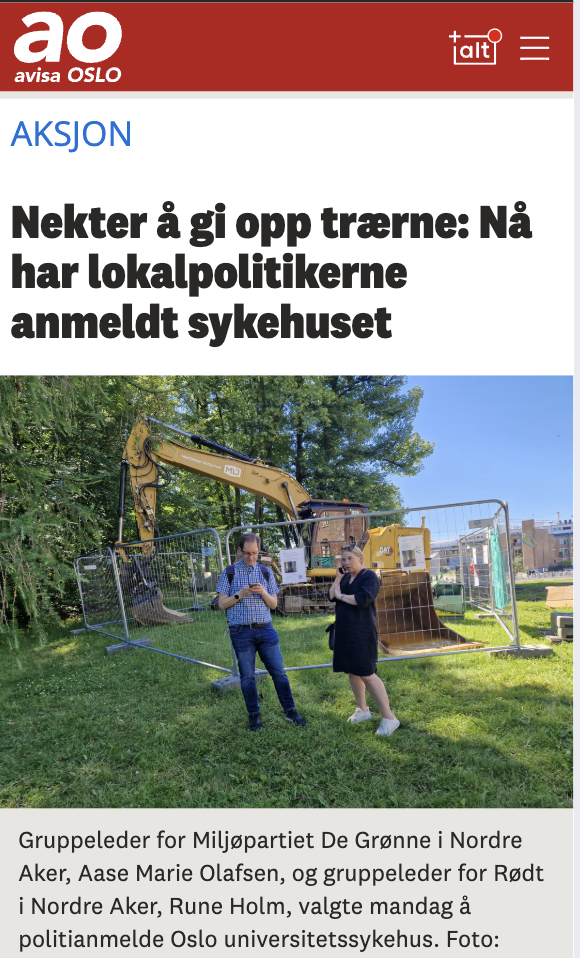 ao
avisa OSLO
+alt
AKSJON
Nekter å gi opp trærne: Nå
har lokalpolitikerne
anmeldt sykehuset
MLJ
CAT
Gruppeleder for Miljøpartiet De Grønne i Nordre
Aker, Aase Marie Olafsen, og gruppeleder for Rødt
i Nordre Aker, Rune Holm, valgte mandag å
politianmelde Oslo universitetssykehus. Foto: